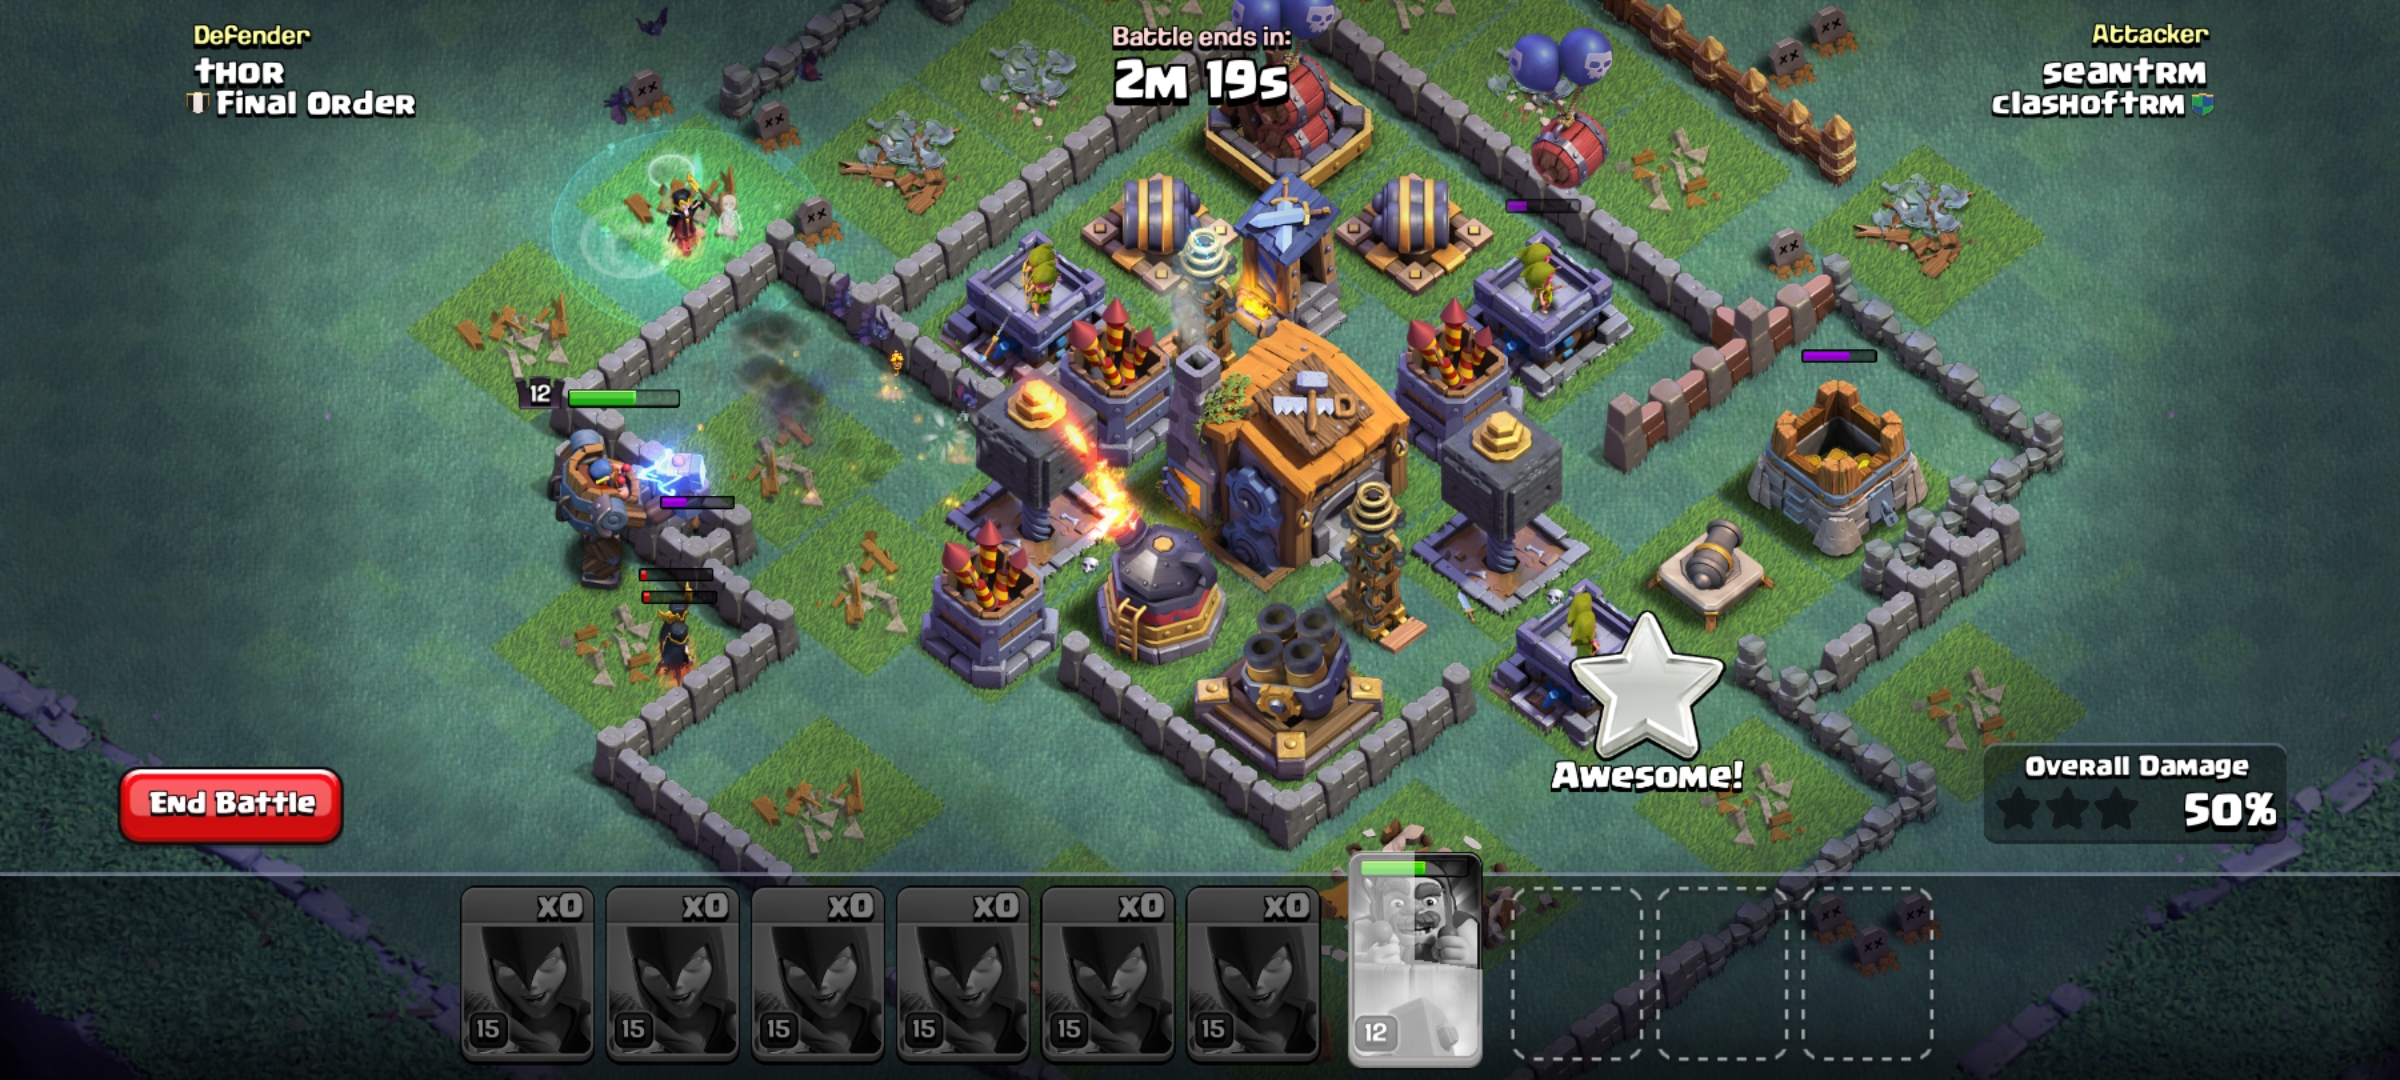 Defender
tHOR
Final Order
Battle ends in:
2M 19s
Attacker
seantRM
clashoftRM
12
Awesome!
End Battle
Overall Damage
50%
x0
x0
x0
x0
x0
x0
15
15
15
15
15
15
12